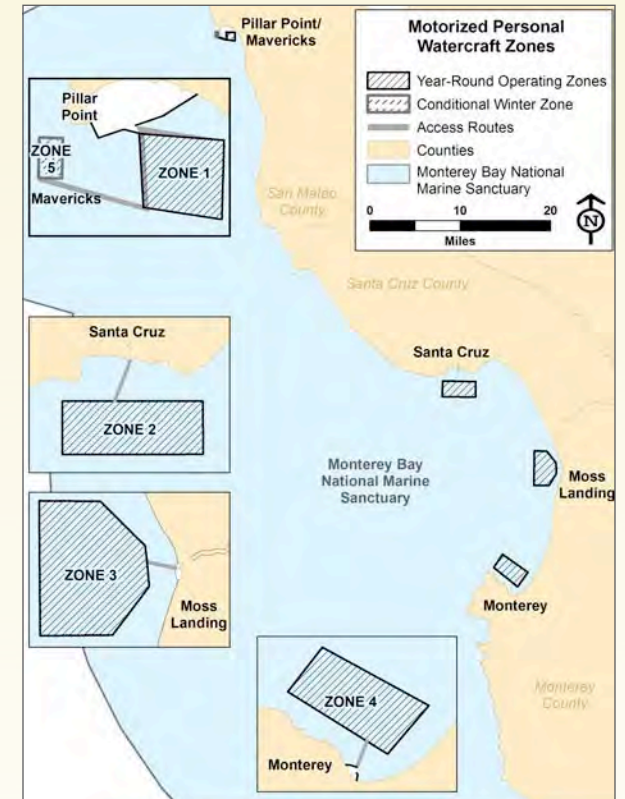 Pillar Point/
Mavericks
Motorized Personal
Watercraft Zones
Year-Round Operating Zones
Conditional Winter Zone
Access Routes
Counties
Monterey Bay National
Marine Sanctuary
0 10 20
Miles
N
Pillar
Point
ZONE
5
ZONE 1
Mavericks
San Mateo
County
Santa Cruz County
Santa Cruz
ZONE 2
Santa Cruz
Monterey Bay
National Marine
Sanctuary
Moss
Landing
ZONE 3
Moss
Landing
Monterey
ZONE 4
Monterey
Monterey
County